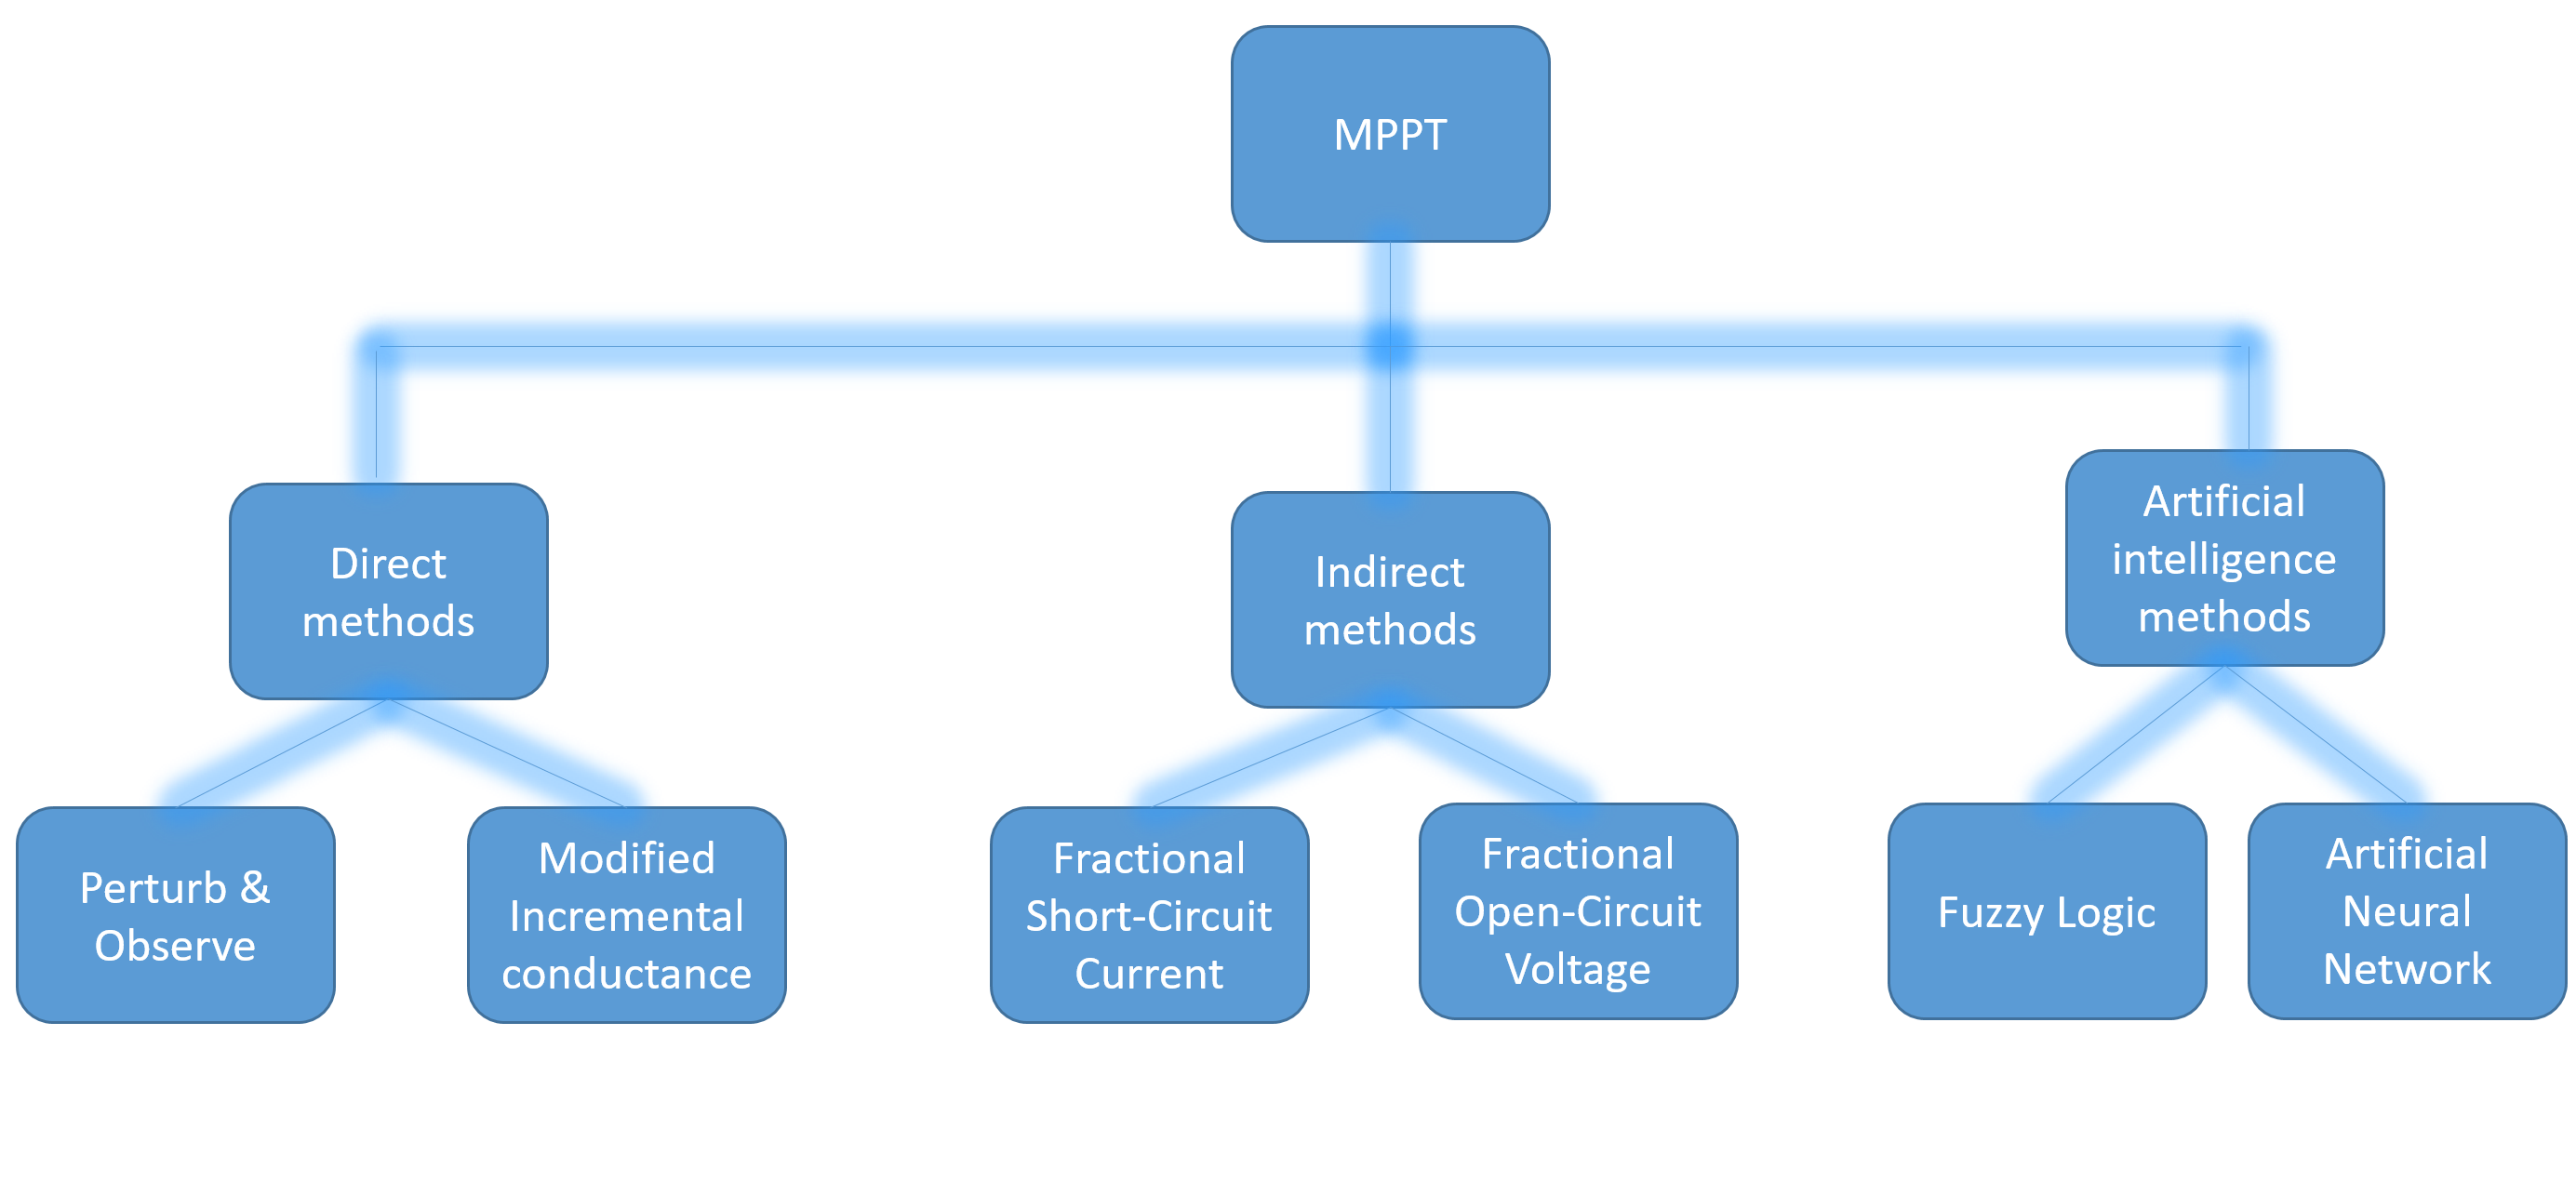 MPPT
Direct
methods
Indirect
methods
Artificial
intelligence
methods
Perturb &
Observe
Modified
Incremental
conductance
Fractional
Short-Circuit
Current
Fractional
Open-Circuit
Voltage
Fuzzy Logic
Artificial
Neural
Network